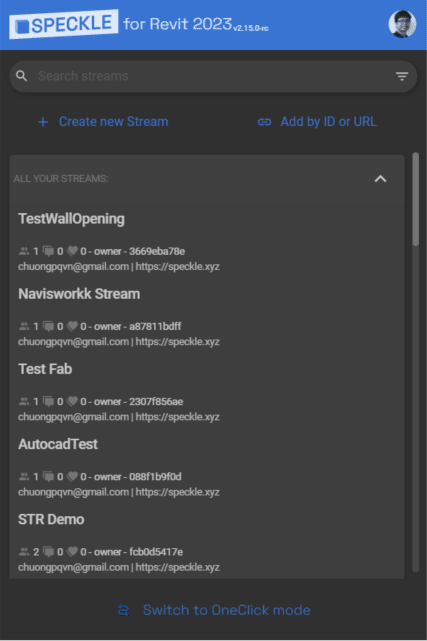 SPECKLE for Revit 2023 v2.15.0-rc
Search streams
Create new Stream Add by ID or URL
ALL YOUR STREAMS:
TestWallOpening
1 0 0 - owner - 3669eba78e
chuongpqvn@gmail.com | https://speckle.xyz
Navisworkk Stream
1 0 0 - owner - a87811bdff
chuongpqvn@gmail.com | https://speckle.xyz
Test Fab
1 0 0 - owner - 2307f856ae
chuongpqvn@gmail.com | https://speckle.xyz
AutocadTest
1 0 0 - owner - 088f1b9f0d
chuongpqvn@gmail.com | https://speckle.xyz
STR Demo
2 0 0 - owner - fcb0d5417e
chuongpqvn@gmail.com | https://speckle.xyz
Switch to OneClick mode